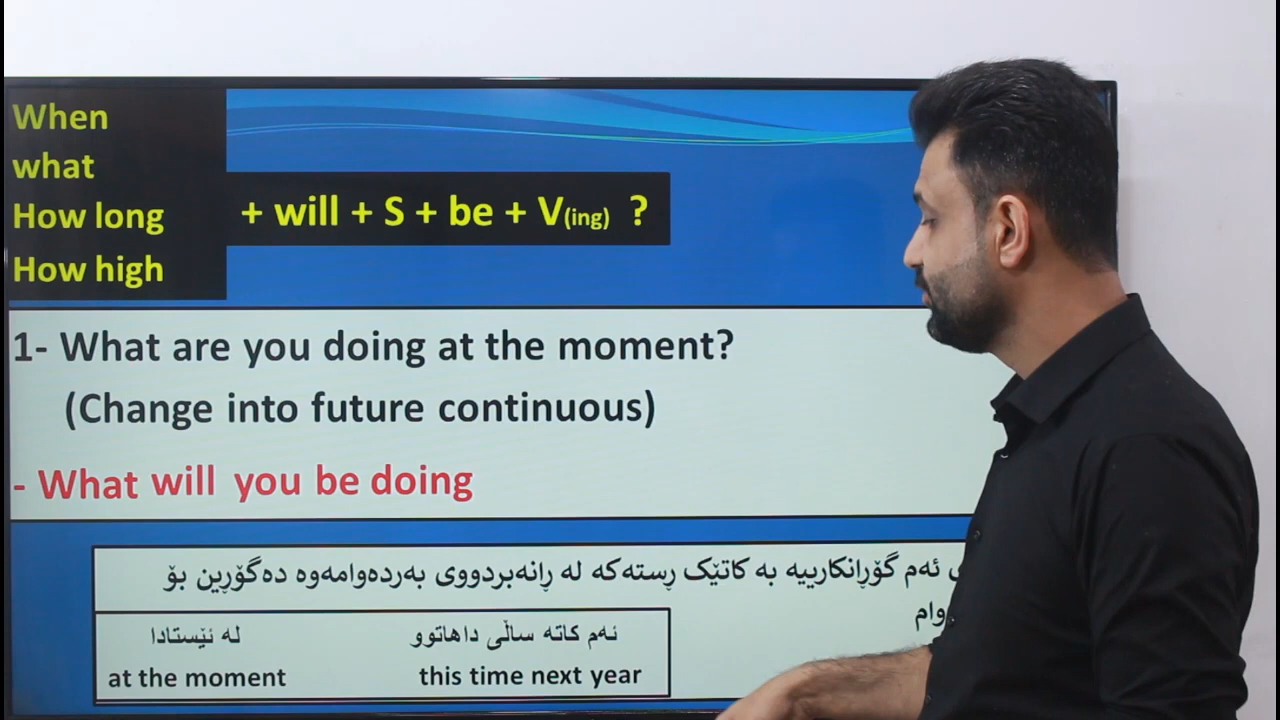 When
what
How long
How high
+ will + S + be + V(ing) ?
1- What are you doing at the moment?
(Change into future continuous)
- What will you be doing
ئەم گۆڕانکارییە بە کاتێک ڕستەکە لە ڕانەبردووی بەردەوامەوە دەگۆڕین بۆ
لە ئێستادا
ئەم کاتە ساڵی داهاتوو
at the moment
this time next year